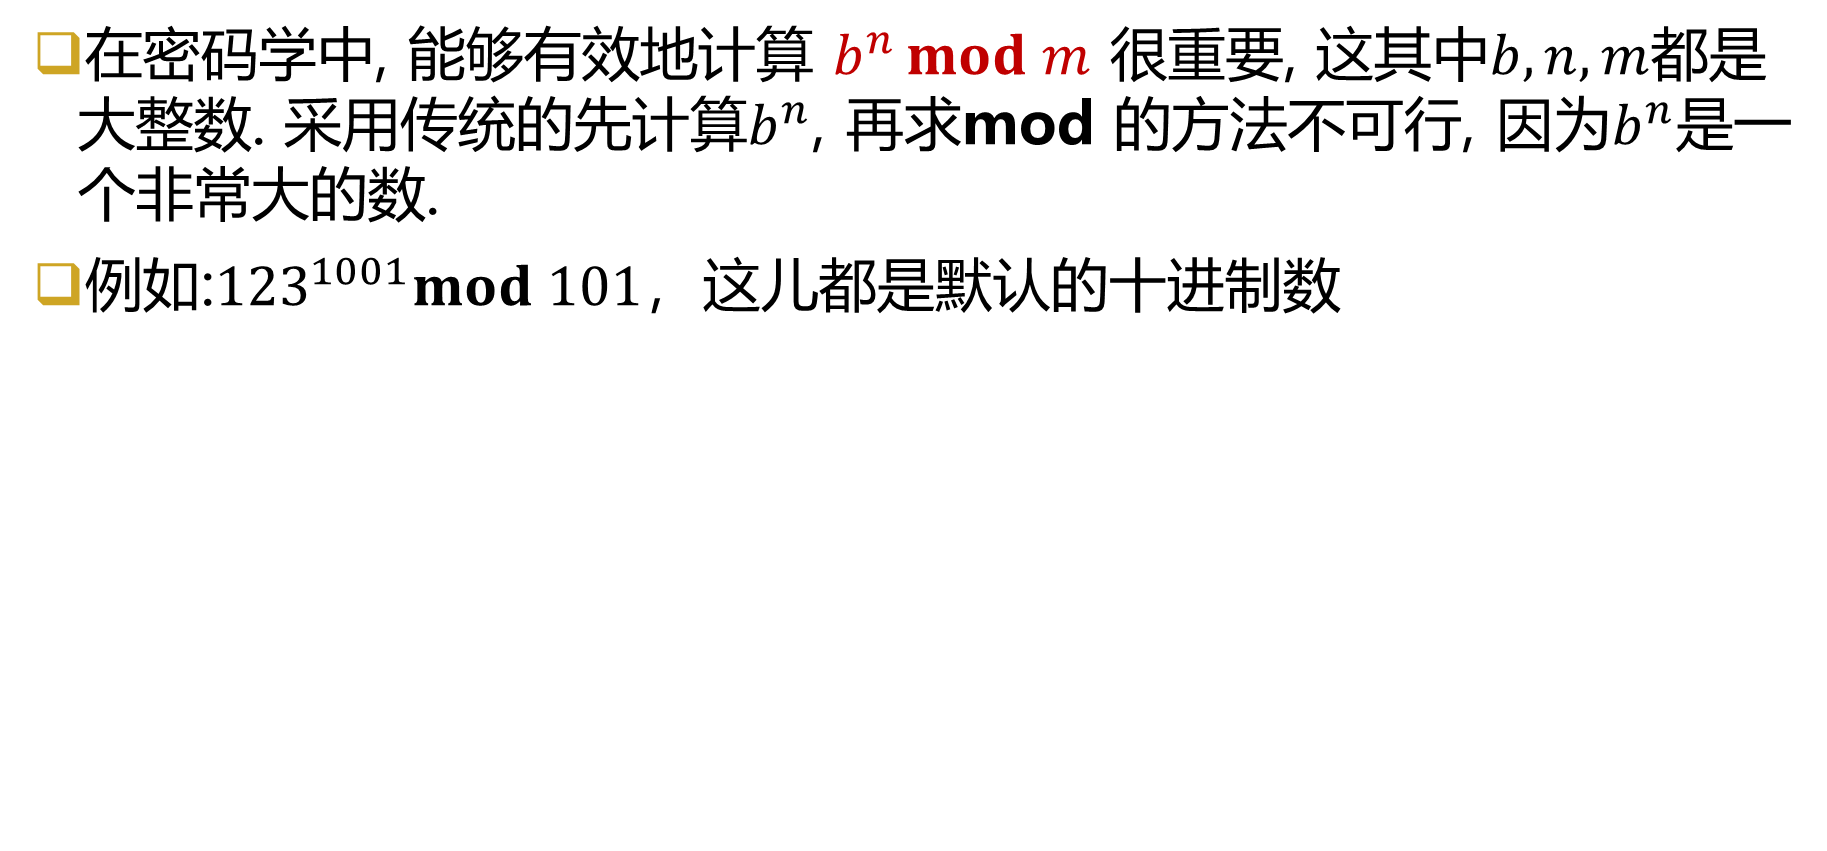 ❑在密码学中, 能够有效地计算 bⁿ mod m 很重要, 这其中b, n, m都是
大整数. 采用传统的先计算bⁿ, 再求mod 的方法不可行, 因为bⁿ是一
个非常大的数.
❑例如:123¹⁰⁰¹mod 101，这儿都是默认的十进制数